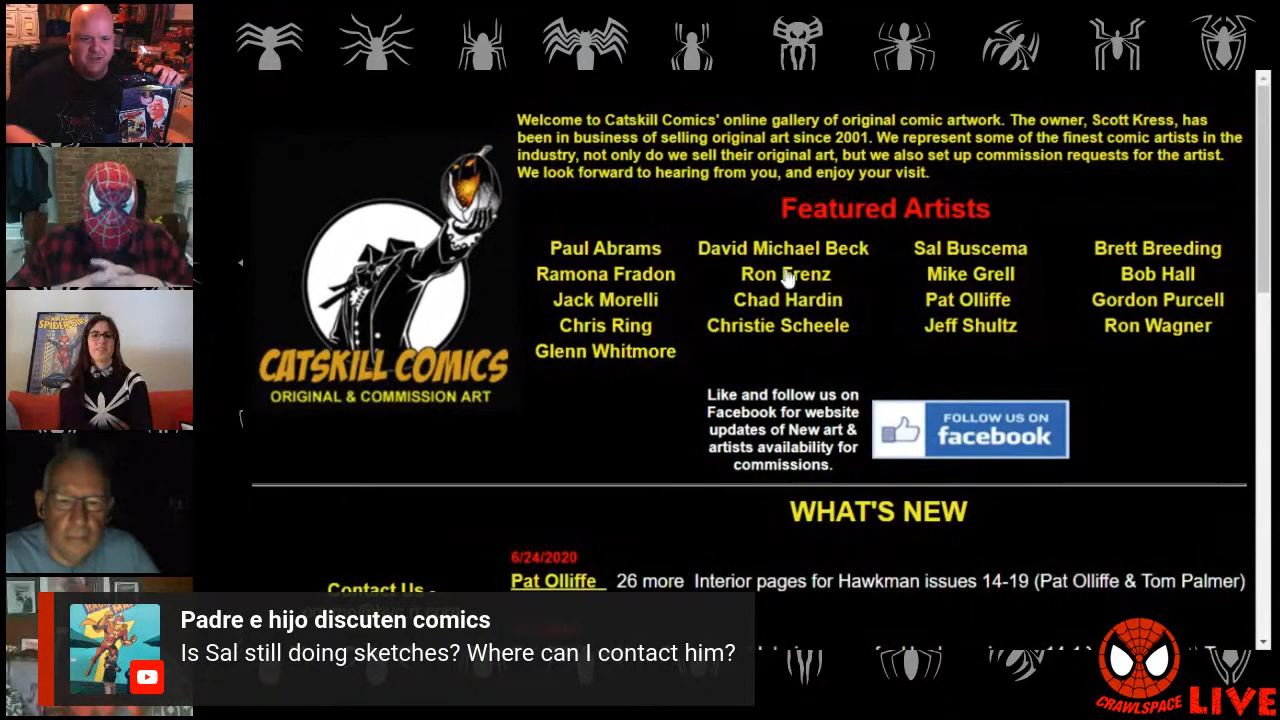 Welcome to Catskill Comics' online gallery of original comic artwork. The owner, Scott Kress, has
been in business of selling original art since 2001. We represent some of the finest comic artists in the
industry, not only do we sell their original art, but we also set up commission requests for the artist.
We look forward to hearing from you, and enjoy your visit.
Featured Artists
Paul Abrams David Michael Beck Sal Buscema Brett Breeding
Ramona Fradon Ron Frenz Mike Grell Bob Hall
Jack Morelli Chad Hardin Pat Olliffe Gordon Purcell
Chris Ring Christie Scheele Jeff Shultz Ron Wagner
Glenn Whitmore
CATSKILL COMICS
ORIGINAL & COMMISSION ART
Like and follow us on
Facebook for website
updates of New art &
artists availability for
commissions.
FOLLOW US ON
facebook
WHAT'S NEW
6/24/2020
Pat Olliffe 26 more Interior pages for Hawkman issues 14-19 (Pat Olliffe & Tom Palmer)
Contact Us -
Padre e hijo discuten comics
Is Sal still doing sketches? Where can I contact him?
CRAWLSPACE LIVE